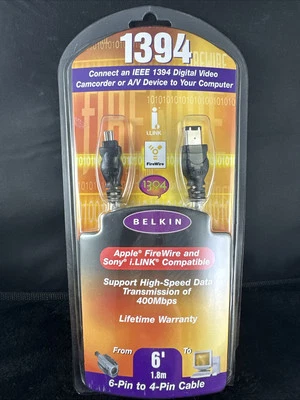 1394
FIREWIRE
Connect an IEEE 1394 Digital Video
Camcorder or A/V Device to Your Computer
i
i.LINK
FireWire
1394
BELKIN
Apple® FireWire and
Sony® i.LINK® Compatible
Support High-Speed Data
Transmission of
400Mbps
Lifetime Warranty
From
6'
To
1.8m
6-Pin to 4-Pin Cable